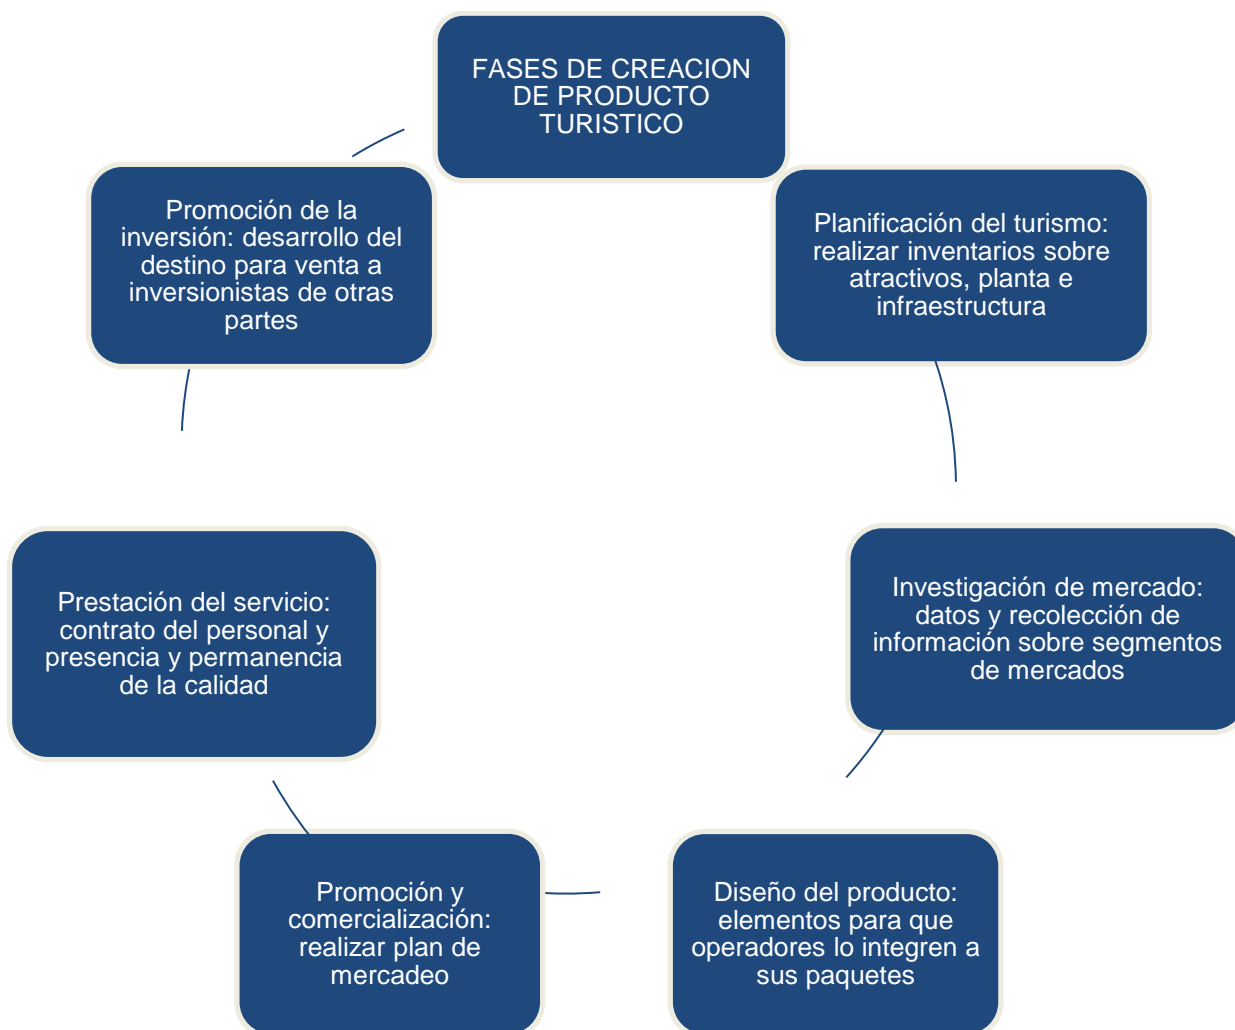 FASES DE CREACION
DE PRODUCTO
TURISTICO
Planificación del turismo:
realizar inventarios sobre
atractivos, planta e
infraestructura
Investigación de mercado:
datos y recolección de
información sobre segmentos
de mercados
Diseño del producto:
elementos para que
operadores lo integren a
sus paquetes
Promoción y
comercialización:
realizar plan de
mercadeo
Prestación del servicio:
contrato del personal y
presencia y permanencia
de la calidad
Promoción de la
inversión: desarrollo del
destino para venta a
inversionistas de otras
partes